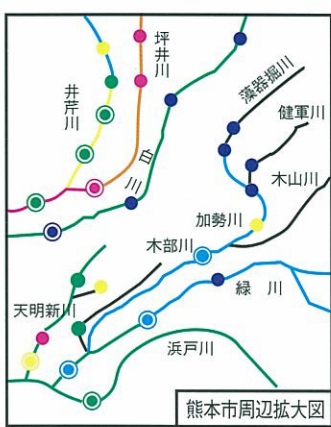 坪井川
井芹川
白川
藻器堀川
健軍川
木山川
加勢川
木部川
天明新川
緑川
浜戸川
熊本市周辺拡大図